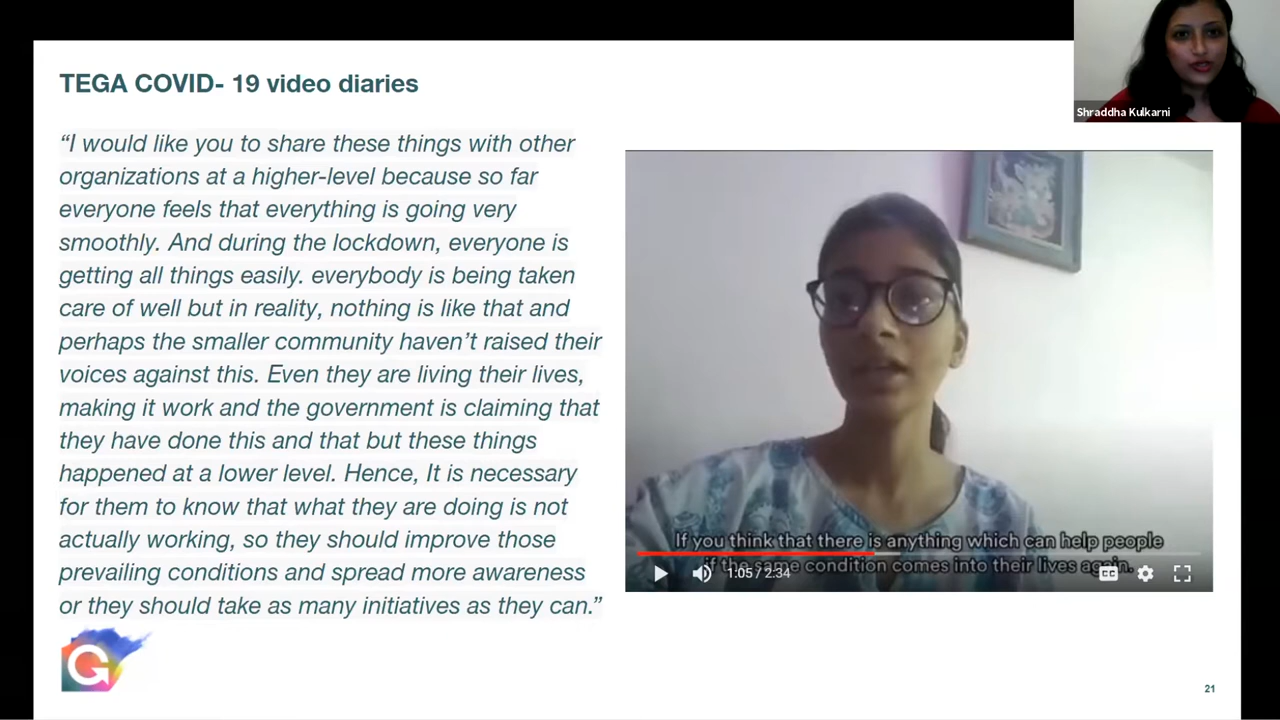 TEGA COVID- 19 video diaries
Shraddha Kulkarni
“I would like you to share these things with other
organizations at a higher-level because so far
everyone feels that everything is going very
smoothly. And during the lockdown, everyone is
getting all things easily. everybody is being taken
care of well but in reality, nothing is like that and
perhaps the smaller community haven’t raised their
voices against this. Even they are living their lives,
making it work and the government is claiming that
they have done this and that but these things
happened at a lower level. Hence, It is necessary
for them to know that what they are doing is not
actually working, so they should improve those
prevailing conditions and spread more awareness
or they should take as many initiatives as they can.”
If you think that there is anything which can help people
if the same condition comes into their lives again.
1:05 / 2:34
CC
G
21